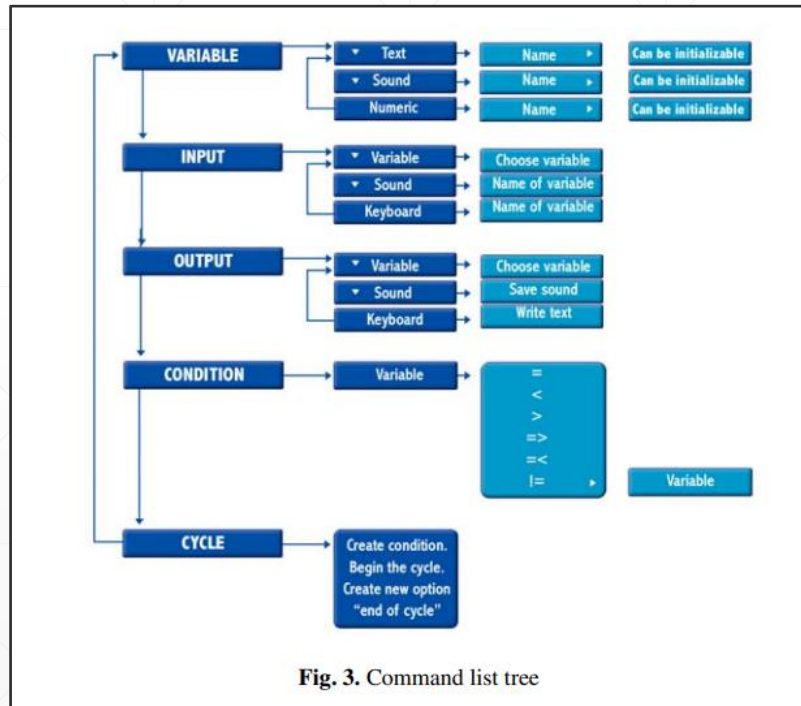 VARIABLE
Text
Name
Can be initializable
Sound
Name
Can be initializable
Numeric
Name
Can be initializable
INPUT
Variable
Choose variable
Sound
Name of variable
Keyboard
Name of variable
OUTPUT
Variable
Choose variable
Sound
Save sound
Keyboard
Write text
CONDITION
Variable
=
<
>
=>
=<
!=
Variable
CYCLE
Create condition.
Begin the cycle.
Create new option
“end of cycle”
Fig. 3. Command list tree